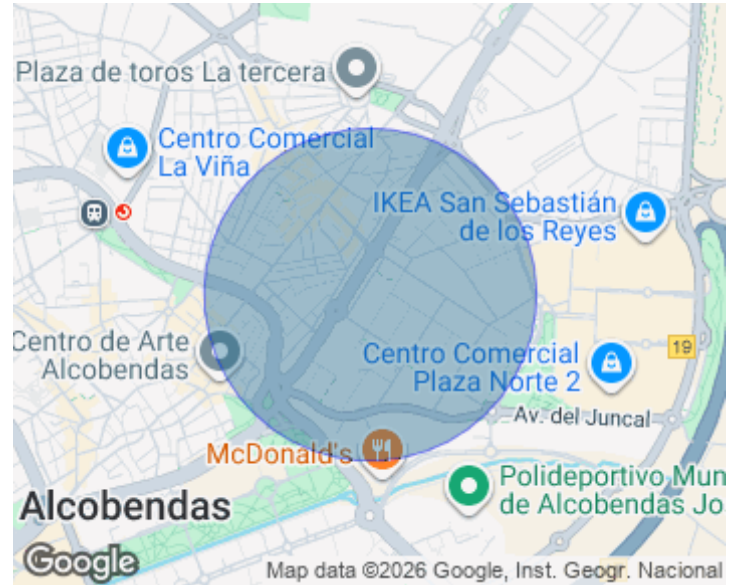 Plaza de toros La tercera
Centro Comercial
La Viña
IKEA San Sebastián
de los Reyes
Centro de Arte
Alcobendas
Centro Comercial
Plaza Norte 2
19
Av. del Juncal
McDonald's
Polideportivo Mun
de Alcobendas Jo
Alcobendas
Google
Map data ©2026 Google, Inst. Geogr. Nacional